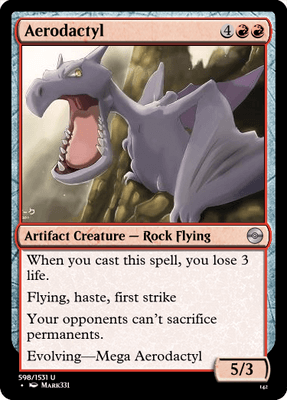 Aerodactyl 4
Artifact Creature — Rock Flying
When you cast this spell, you lose 3
life.
Flying, haste, first strike
Your opponents can't sacrifice
permanents.
Evolving—Mega Aerodactyl
5/3
598/1531 U
• Mark331